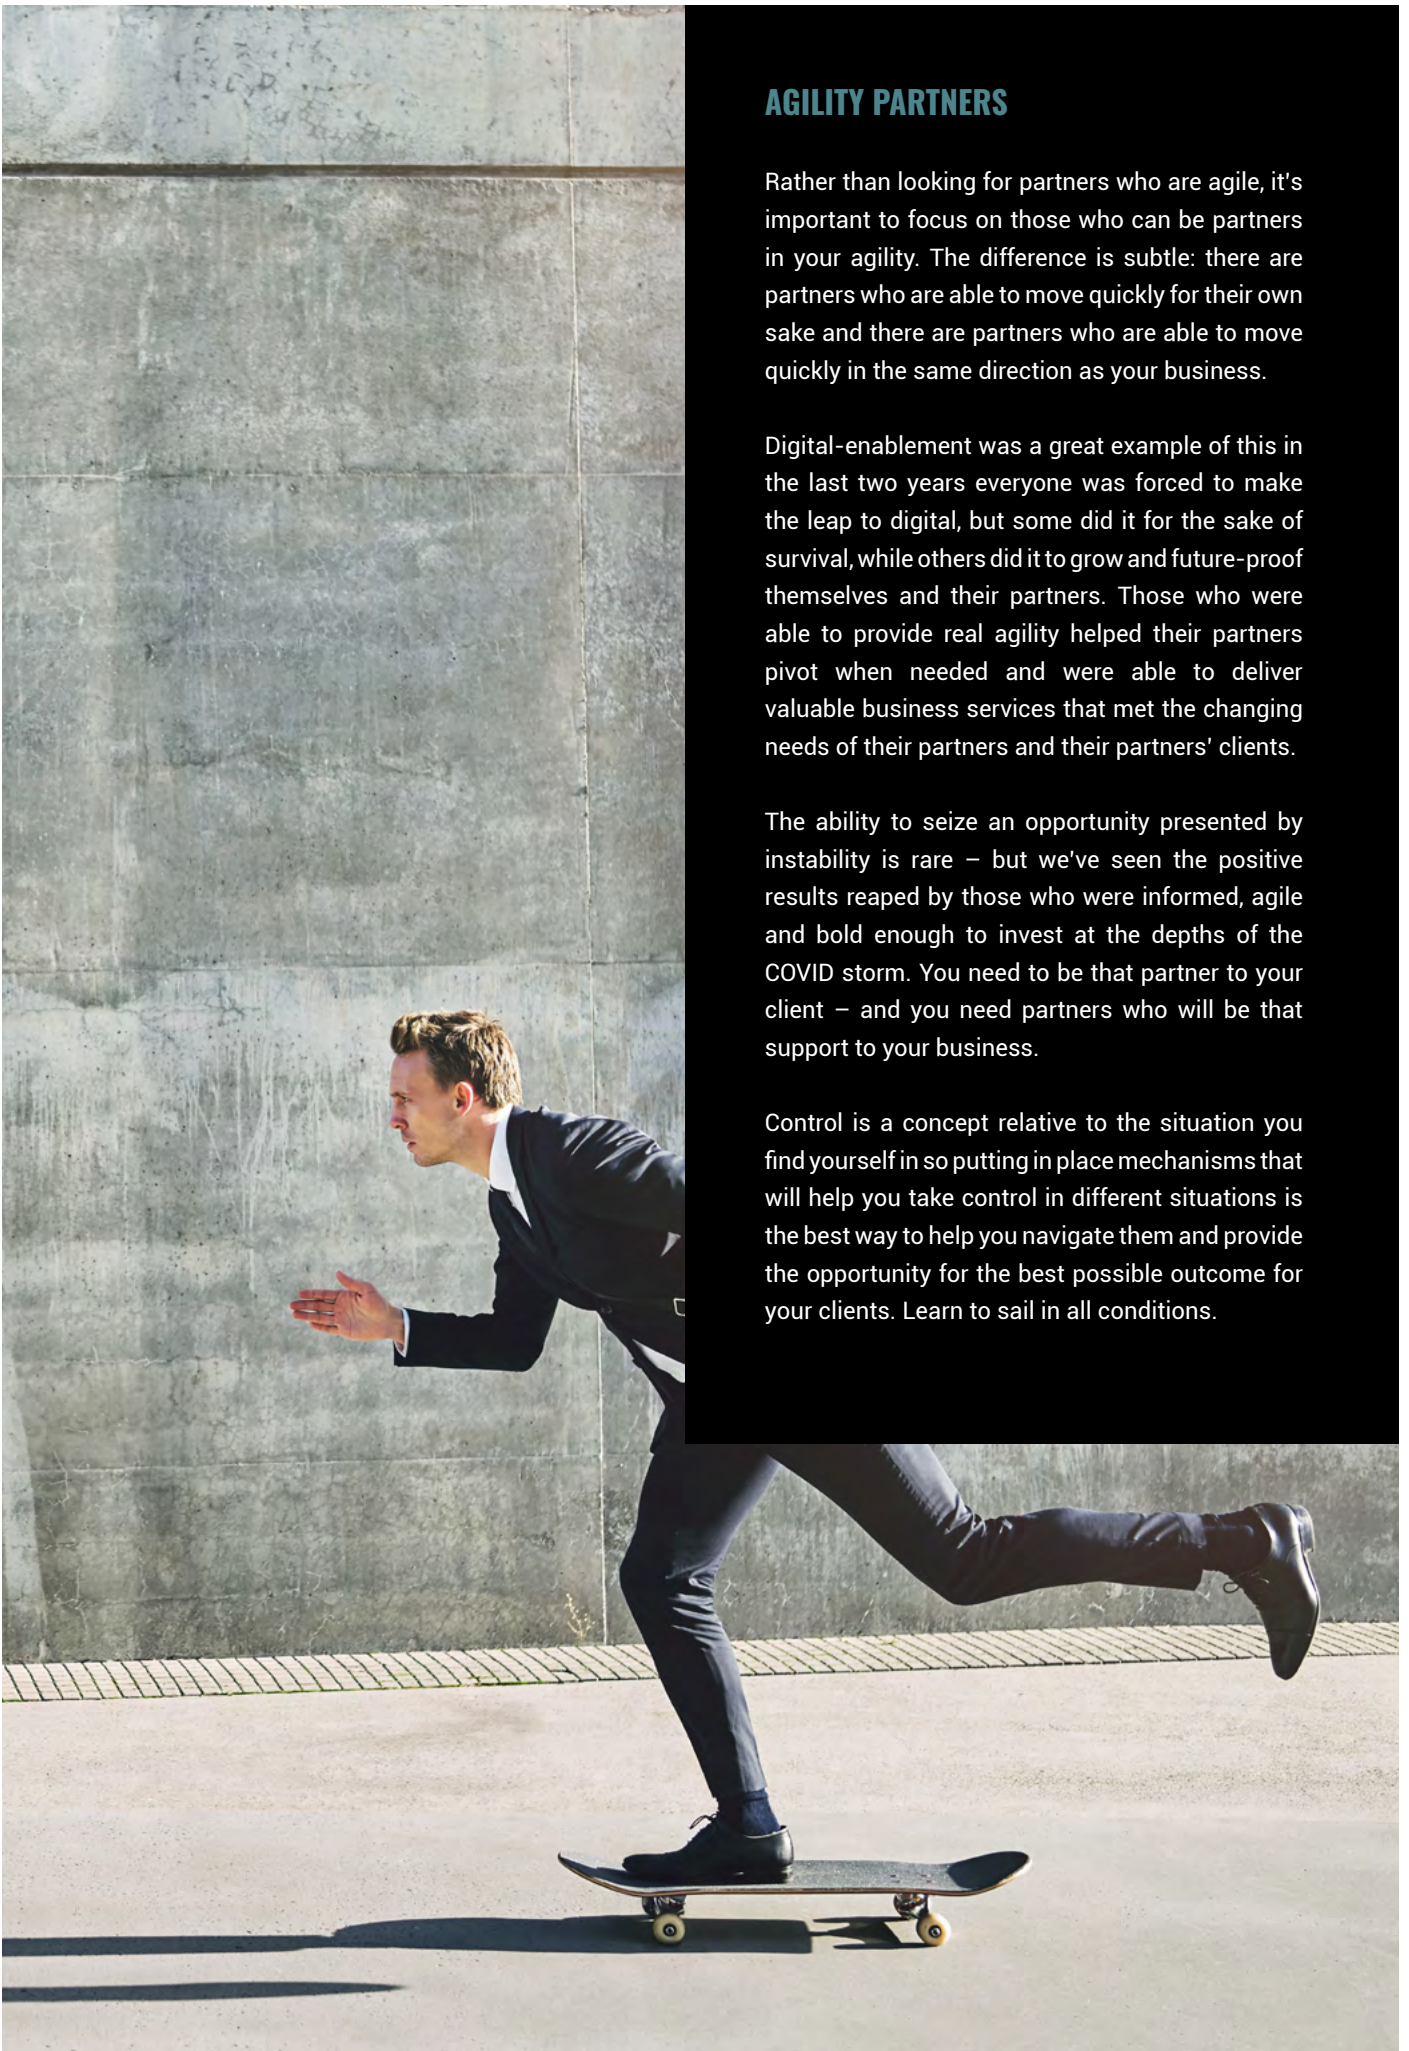 AGILITY PARTNERS
Rather than looking for partners who are agile, it's
important to focus on those who can be partners
in your agility. The difference is subtle: there are
partners who are able to move quickly for their own
sake and there are partners who are able to move
quickly in the same direction as your business.
Digital-enablement was a great example of this in
the last two years everyone was forced to make
the leap to digital, but some did it for the sake of
survival, while others did it to grow and future-proof
themselves and their partners. Those who were
able to provide real agility helped their partners
pivot when needed and were able to deliver
valuable business services that met the changing
needs of their partners and their partners' clients.
The ability to seize an opportunity presented by
instability is rare – but we've seen the positive
results reaped by those who were informed, agile
and bold enough to invest at the depths of the
COVID storm. You need to be that partner to your
client – and you need partners who will be that
support to your business.
Control is a concept relative to the situation you
find yourself in so putting in place mechanisms that
will help you take control in different situations is
the best way to help you navigate them and provide
the opportunity for the best possible outcome for
your clients. Learn to sail in all conditions.